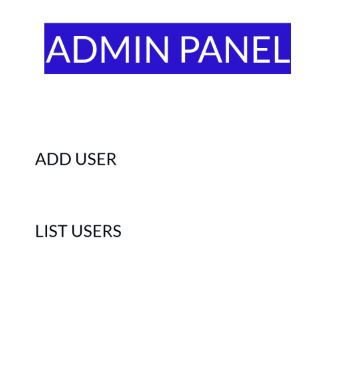 ADMIN PANEL
ADD USER
LIST USERS